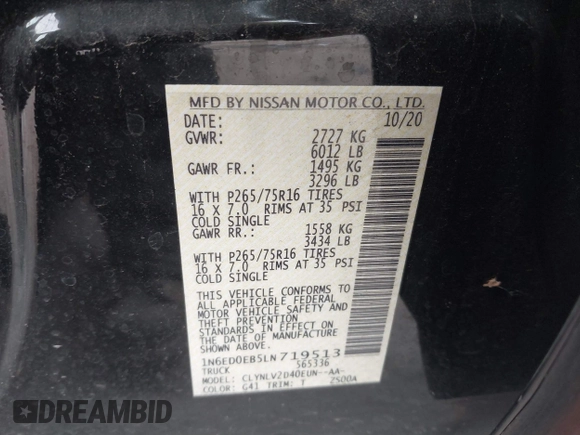 MFD BY NISSAN MOTOR CO., LTD.
DATE: 10/20
GVWR: 2727 KG
6012 LB
GAWR FR.: 1495 KG
3296 LB
WITH P265/75R16 TIRES
16 X 7.0 RIMS AT 35 PSI
COLD SINGLE
GAWR RR.: 1558 KG
3434 LB
WITH P265/75R16 TIRES
16 X 7.0 RIMS AT 35 PSI
COLD SINGLE
THIS VEHICLE CONFORMS TO
ALL APPLICABLE FEDERAL
MOTOR VEHICLE SAFETY AND
THEFT PREVENTION
STANDARDS IN EFFECT ON
THE DATE OF MANUFACTURE
SHOWN ABOVE.
1N6ED0EB5LN719513
TRUCK 565336
MODEL: CLYNLVZD40EUN--AA-
COLOR: G41 TRIM: T 2500A
DREAMBID